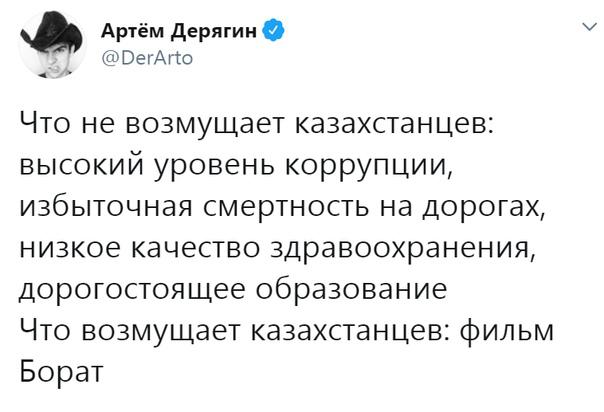 Артём Дерягин
@DerArto
Что не возмущает казахстанцев:
высокий уровень коррупции,
избыточная смертность на дорогах,
низкое качество здравоохранения,
дорогостоящее образование
Что возмущает казахстанцев: фильм
Борат